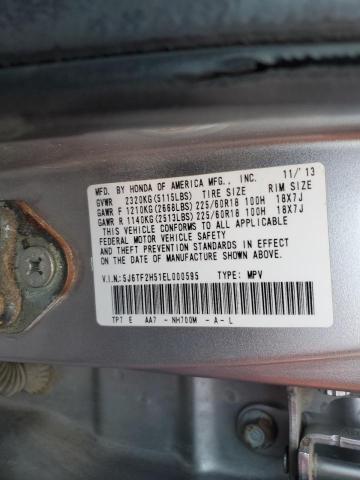 MFD. BY HONDA OF AMERICA MFG., INC. 11/'13
GVWR 2320KG(5115LBS) TIRE SIZE RIM SIZE
GAWR F 1210KG(2668LBS) 225/60R18 100H 18X7J
GAWR R 1140KG(2513LBS) 225/60R18 100H 18X7J
THIS VEHICLE CONFORMS TO ALL APPLICABLE
FEDERAL MOTOR VEHICLE SAFETY
AND THEFT PREVENTION STANDARDS IN EFFECT ON
THE DATE OF MANUFACTURE SHOWN ABOVE.
V.I.N.: 5J6TF2H51EL000595 TYPE: MPV
TP7 E AA7 - NH700M - A - L